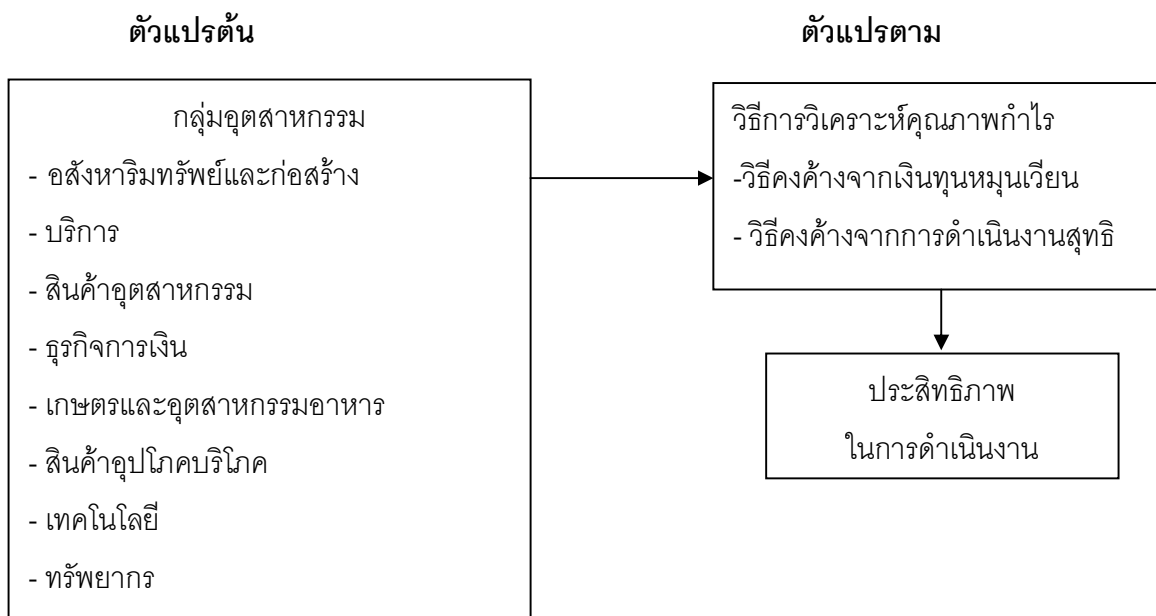 ตัวแปรต้น
ตัวแปรตาม
กลุ่มอุตสาหกรรม
- อสังหาริมทรัพย์และก่อสร้าง
- บริการ
- สินค้าอุตสาหกรรม
- ธุรกิจการเงิน
- เกษตรและอุตสาหกรรมอาหาร
- สินค้าอุปโภคบริโภค
- เทคโนโลยี
- ทรัพยากร
วิธีการวิเคราะห์คุณภาพกำไร
-วิธีคงค้างจากเงินทุนหมุนเวียน
- วิธีคงค้างจากการดำเนินงานสุทธิ
ประสิทธิภาพ
ในการดำเนินงาน